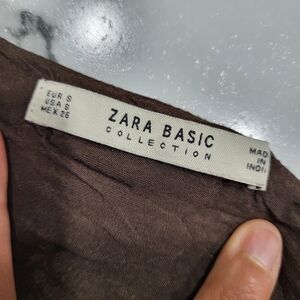 EUR S
USA S
MEX 26
ZARA BASIC
COLLECTION
MADE
IN
INDIA